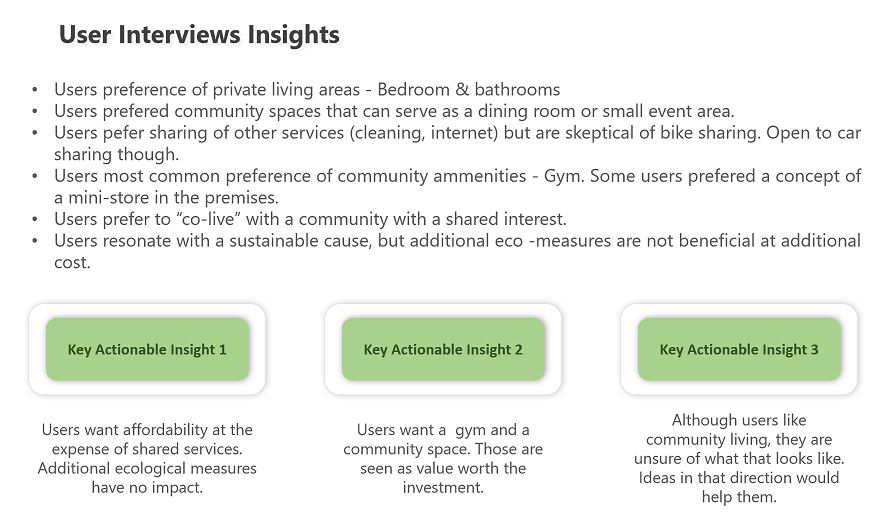 User Interviews Insights
• Users preference of private living areas - Bedroom & bathrooms
• Users prefered community spaces that can serve as a dining room or small event area.
• Users pefer sharing of other services (cleaning, internet) but are skeptical of bike sharing. Open to car
sharing though.
• Users most common preference of community ammenities - Gym. Some users prefered a concept of
a mini-store in the premises.
• Users prefer to “co-live” with a community with a shared interest.
• Users resonate with a sustainable cause, but additional eco -measures are not beneficial at additional
cost.
Key Actionable Insight 1
Users want affordability at the
expense of shared services.
Additional ecological measures
have no impact.
Key Actionable Insight 2
Users want a  gym and a
community space. Those are
seen as value worth the
investment.
Key Actionable Insight 3
Although users like
community living, they are
unsure of what that looks like.
Ideas in that direction would
help them.